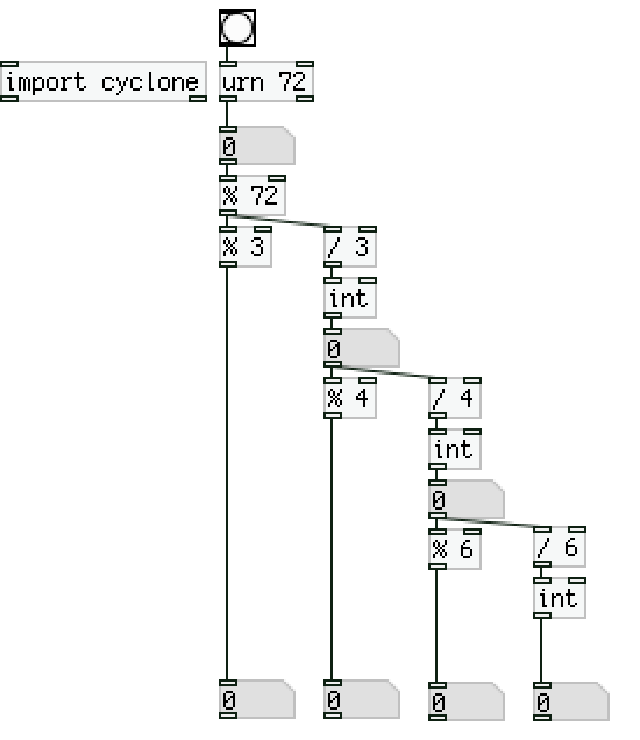 import cyclone urn 72
0
% 72
% 3 / 3
int
0
% 4 / 4
int
0
% 6 / 6
int
0 0 0 0